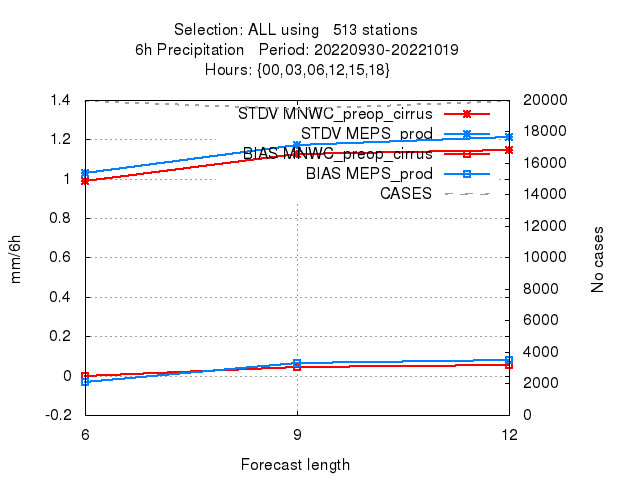 Selection: ALL using   513 stations
6h Precipitation   Period: 20220930-20221019
Hours: {00,03,06,12,15,18}
1.4
1.2
1
0.8
0.6
0.4
0.2
0
-0.2
mm/6h
STDV MNWC_preop_cirrus
STDV MEPS_prod
BIAS MNWC_preop_cirrus
BIAS MEPS_prod
CASES
20000
18000
16000
14000
12000
10000
8000
6000
4000
2000
0
No cases
6 9 12
Forecast length